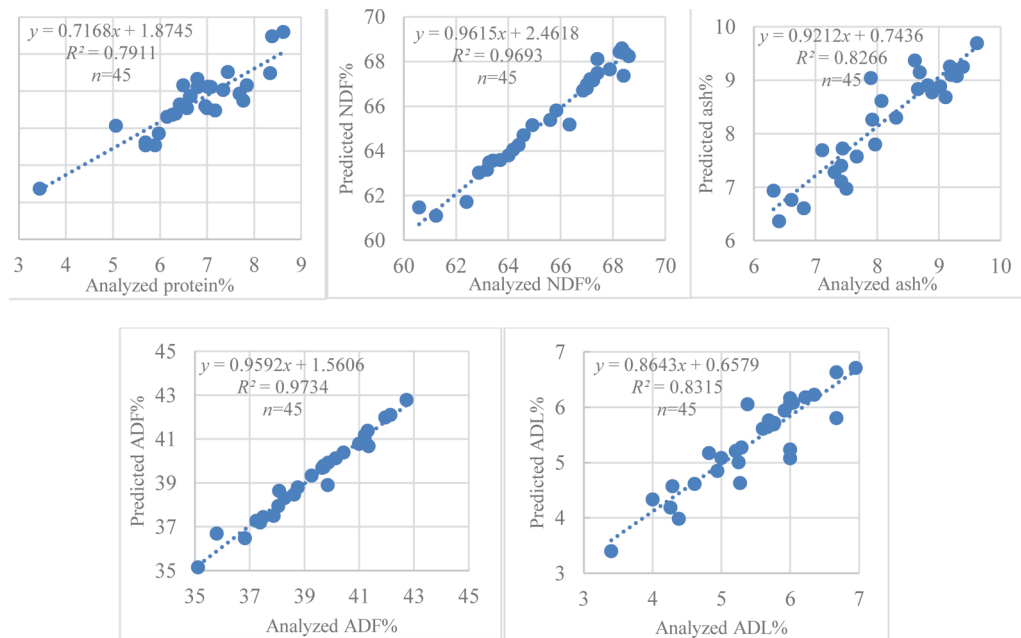 y = 0.7168x + 1.8745
R² = 0.7911
n=45
3 4 5 6 7 8 9
Analyzed protein%
70
68
66
64
62
60
Predicted NDF%
y = 0.9615x + 2.4618
R² = 0.9693
n=45
60 62 64 66 68 70
Analyzed NDF%
10
9
8
7
6
Predicted ash%
y = 0.9212x + 0.7436
R² = 0.8266
n=45
6 7 8 9 10
Analyzed ash%
45
43
41
39
37
35
Predicted ADF%
y = 0.9592x + 1.5606
R² = 0.9734
n=45
35 37 39 41 43 45
Analyzed ADF%
7
6
5
4
3
Predicted ADL%
y = 0.8643x + 0.6579
R² = 0.8315
n=45
3 4 5 6 7
Analyzed ADL%